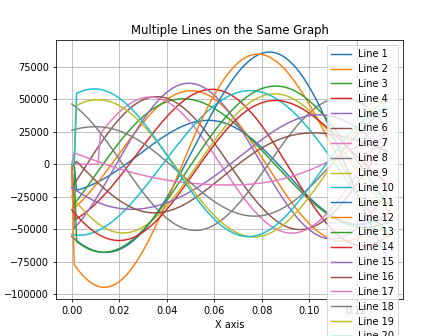 Multiple Lines on the Same Graph
75000
50000
25000
0
−25000
−50000
−75000
−100000
0.00
0.02
0.04
0.06
0.08
0.10
X axis
Line 1
Line 2
Line 3
Line 4
Line 5
Line 6
Line 7
Line 8
Line 9
Line 10
Line 11
Line 12
Line 13
Line 14
Line 15
Line 16
Line 17
Line 18
Line 19
Line 20